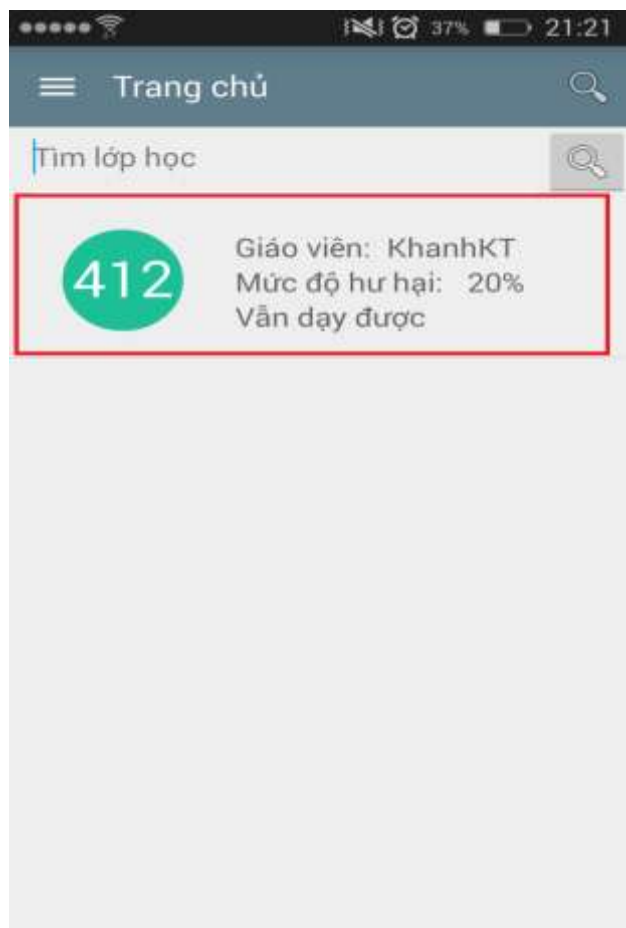 37% 21:21
Trang chủ
Tìm lớp học
412
Giáo viên: KhanhKT
Mức độ hư hại: 20%
Vẫn dạy được